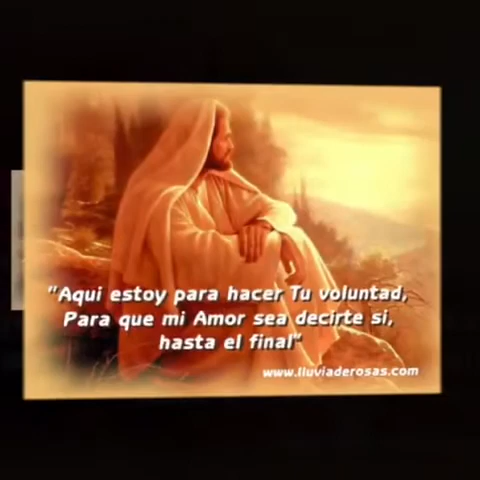 "Aqui estoy para hacer Tu voluntad,
Para que mi Amor sea decirte si,
hasta el final"
www.lluviaderosas.com